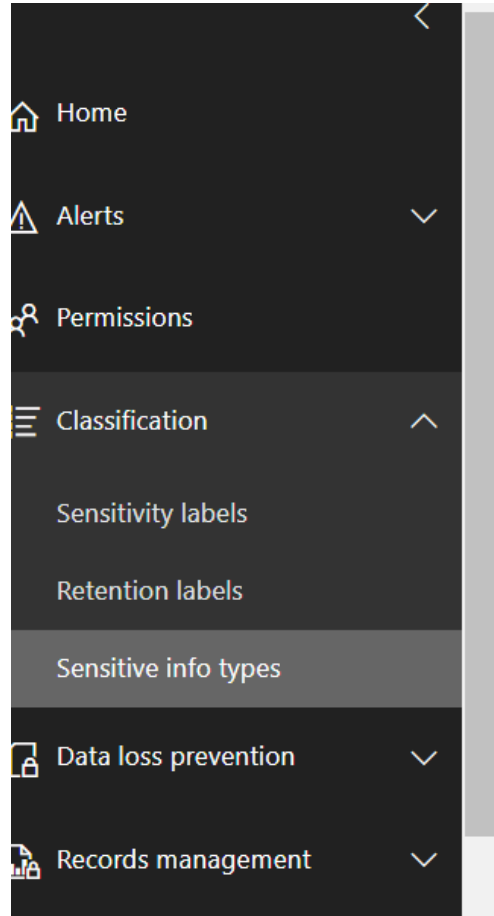 Home
Alerts
Permissions
Classification
Sensitivity labels
Retention labels
Sensitive info types
Data loss prevention
Records management